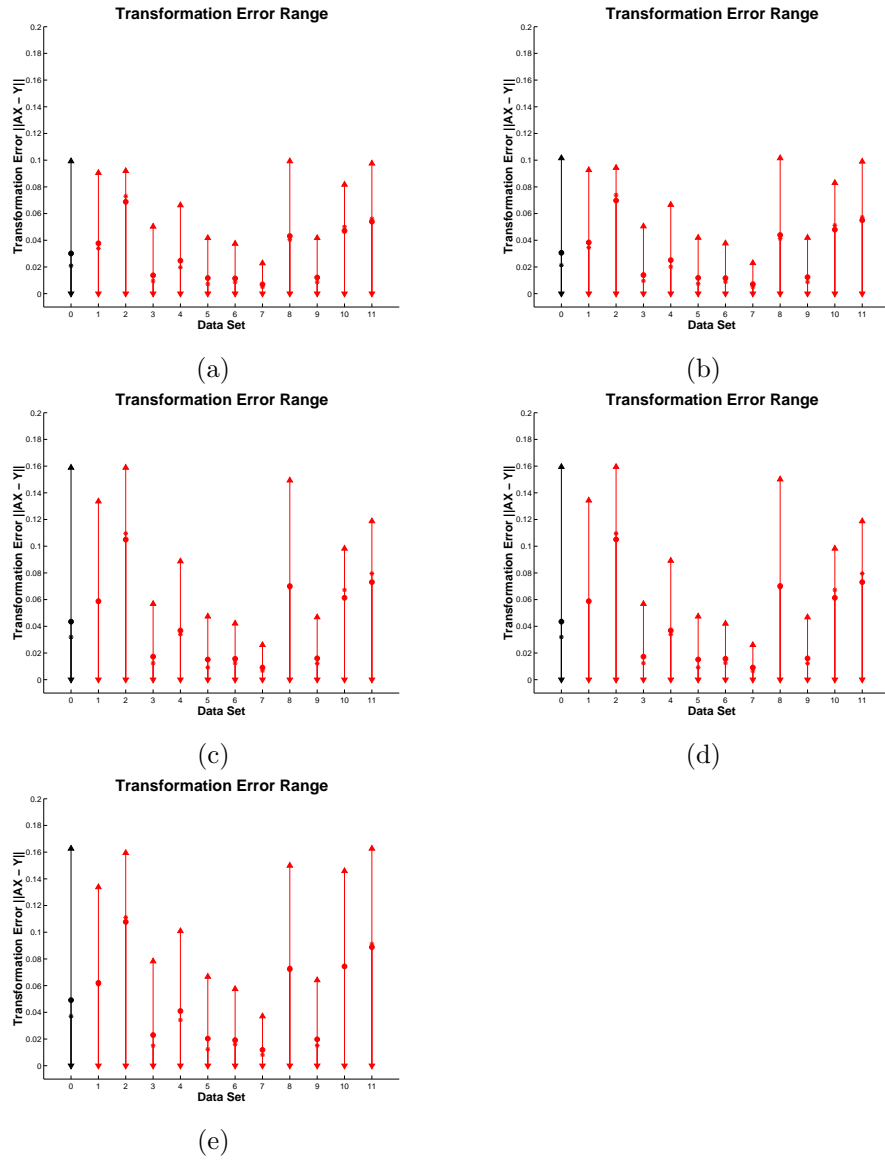 Transformation Error Range
Transformation Error ||AX − Y||
0.2
0.18
0.16
0.14
0.12
0.1
0.08
0.06
0.04
0.02
0
0 1 2 3 4 5 6 7 8 9 10 11
Data Set
(a)
Transformation Error Range
Transformation Error ||AX − Y||
0.2
0.18
0.16
0.14
0.12
0.1
0.08
0.06
0.04
0.02
0
0 1 2 3 4 5 6 7 8 9 10 11
Data Set
(b)
Transformation Error Range
Transformation Error ||AX − Y||
0.2
0.18
0.16
0.14
0.12
0.1
0.08
0.06
0.04
0.02
0
0 1 2 3 4 5 6 7 8 9 10 11
Data Set
(c)
Transformation Error Range
Transformation Error ||AX − Y||
0.2
0.18
0.16
0.14
0.12
0.1
0.08
0.06
0.04
0.02
0
0 1 2 3 4 5 6 7 8 9 10 11
Data Set
(d)
Transformation Error Range
Transformation Error ||AX − Y||
0.2
0.18
0.16
0.14
0.12
0.1
0.08
0.06
0.04
0.02
0
0 1 2 3 4 5 6 7 8 9 10 11
Data Set
(e)